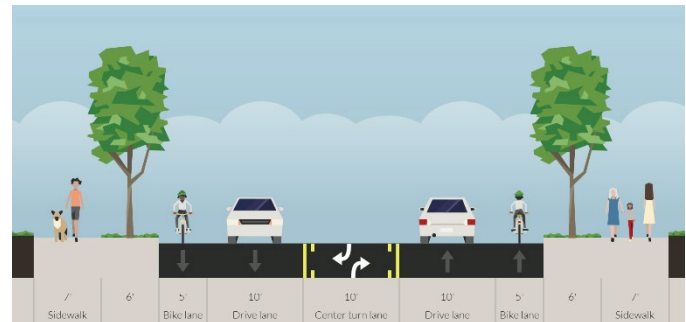 7' 6' 5' 10' 10' 10' 5' 6' 7'
Sidewalk Bike lane Drive lane Center turn lane Drive lane Bike lane Sidewalk